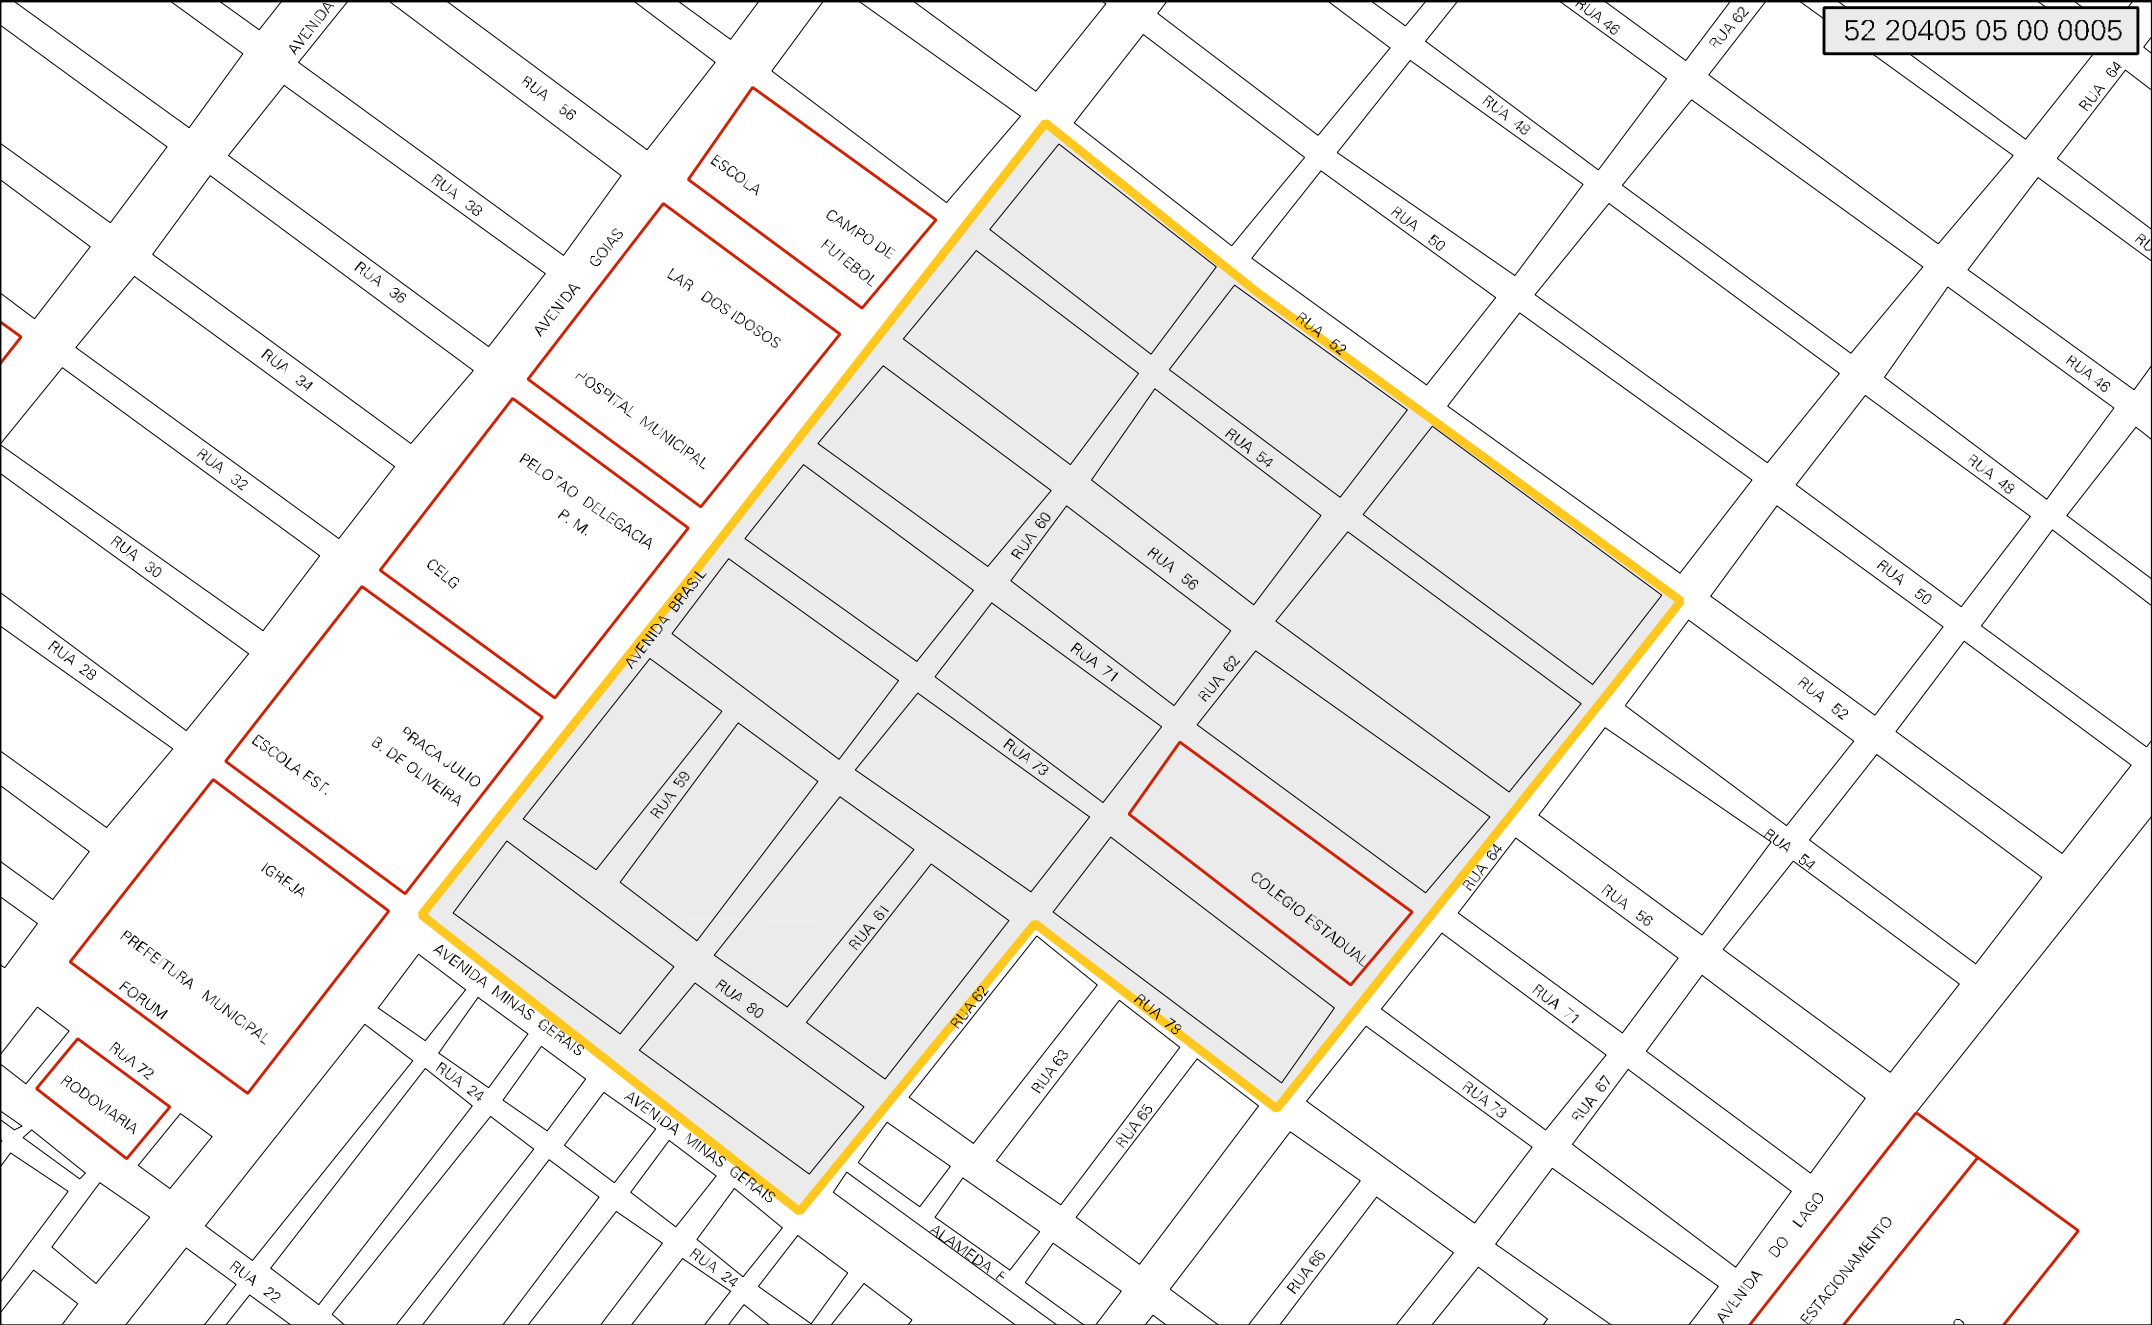 52 20405 05 00 0005
AVENIDA
RUA 46
RUA 62
RUA 64
RUA 56
RUA 48
ESCOLA
CAMPO DE
FUTEBOL
RUA 38
RUA 50
AVENIDA GOIAS
LAR DOS IDOSOS
RUA 36
RUA 52
HOSPITAL MUNICIPAL
RUA 34
RUA 46
RUA 54
RUA 32
PELOTAO DELEGACIA
P. M.
RUA 48
RUA 60
RUA 30
CELG
RUA 56
RUA 50
AVENIDA BRASIL
RUA 28
RUA 71
RUA 62
RUA 52
PRACA JULIO
B. DE OLIVEIRA
ESCOLA EST.
RUA 73
RUA 59
RUA 54
RUA 64
IGREJA
COLEGIO ESTADUAL
RUA 56
RUA 61
PREFEITURA MUNICIPAL
FORUM
AVENIDA MINAS GERAIS
RUA 80
RUA 62
RUA 78
RUA 71
RUA 72
RODOVIARIA
RUA 24
RUA 63
RUA 65
RUA 73
RUA 67
AVENIDA MINAS GERAIS
ALAMEDA
RUA 22
RUA 24
RUA 66
AVENIDA DO LAGO
ESTACIONAMENTO